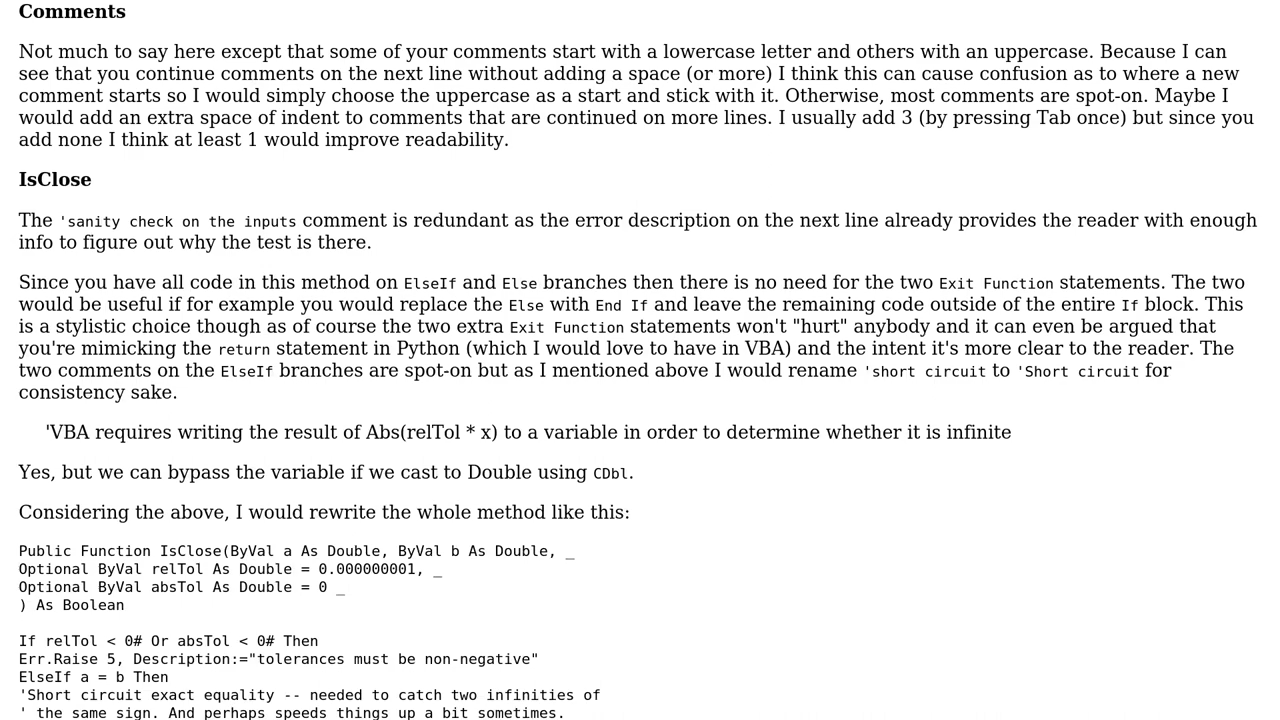 Comments
Not much to say here except that some of your comments start with a lowercase letter and others with an uppercase. Because I can
see that you continue comments on the next line without adding a space (or more) I think this can cause confusion as to where a new
comment starts so I would simply choose the uppercase as a start and stick with it. Otherwise, most comments are spot-on. Maybe I
would add an extra space of indent to comments that are continued on more lines. I usually add 3 (by pressing Tab once) but since you
add none I think at least 1 would improve readability.
IsClose
The 'sanity check on the inputs comment is redundant as the error description on the next line already provides the reader with enough
info to figure out why the test is there.
Since you have all code in this method on ElseIf and Else branches then there is no need for the two Exit Function statements. The two
would be useful if for example you would replace the Else with End If and leave the remaining code outside of the entire If block. This
is a stylistic choice though as of course the two extra Exit Function statements won't "hurt" anybody and it can even be argued that
you're mimicking the return statement in Python (which I would love to have in VBA) and the intent it's more clear to the reader. The
two comments on the ElseIf branches are spot-on but as I mentioned above I would rename 'short circuit to 'Short circuit for
consistency sake.
'VBA requires writing the result of Abs(relTol * x) to a variable in order to determine whether it is infinite
Yes, but we can bypass the variable if we cast to Double using CDbl.
Considering the above, I would rewrite the whole method like this:
Public Function IsClose(ByVal a As Double, ByVal b As Double, _
Optional ByVal relTol As Double = 0.000000001, _
Optional ByVal absTol As Double = 0 _
) As Boolean
If relTol < 0# Or absTol < 0# Then
Err.Raise 5, Description:="tolerances must be non-negative"
ElseIf a = b Then
'Short circuit exact equality -- needed to catch two infinities of
' the same sign. And perhaps speeds things up a bit sometimes.